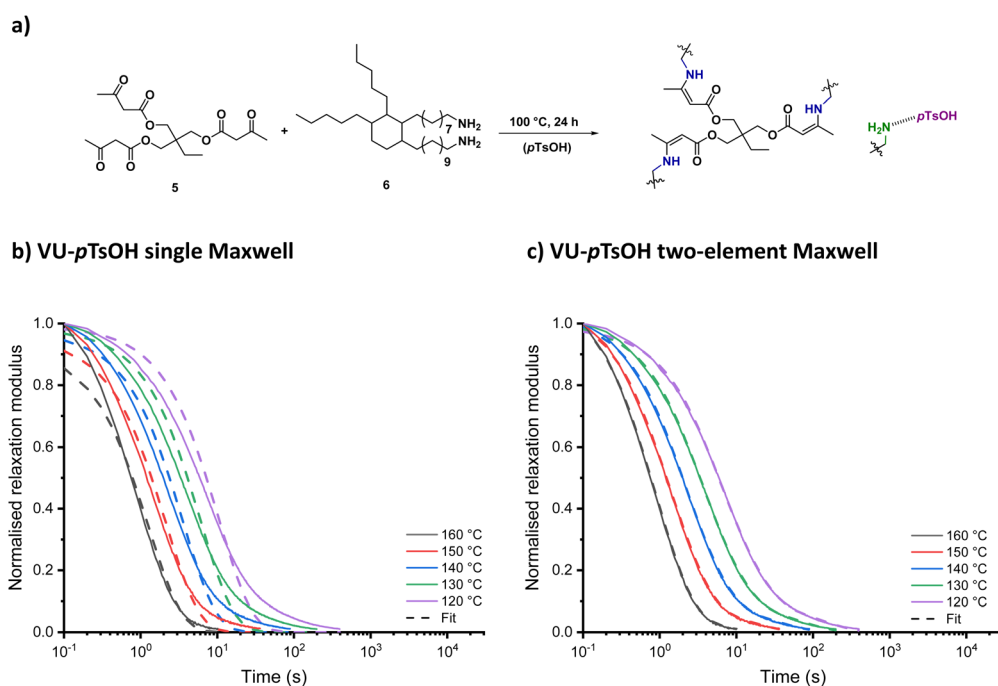 a)
O
O
O
O
O
O
O
O
O
5
+
7
NH2
NH2
9
6
100 °C, 24 h
(pTsOH)
NH
O
O
NH
O
O
O
O
NH
H2N
pTsOH
b) VU-pTsOH single Maxwell
Normalised relaxation modulus
1.0
0.8
0.6
0.4
0.2
0.0
160 °C
150 °C
140 °C
130 °C
120 °C
Fit
10-1 100 101 102 103 104
Time (s)
c) VU-pTsOH two-element Maxwell
Normalised relaxation modulus
1.0
0.8
0.6
0.4
0.2
0.0
160 °C
150 °C
140 °C
130 °C
120 °C
Fit
10-1 100 101 102 103 104
Time (s)